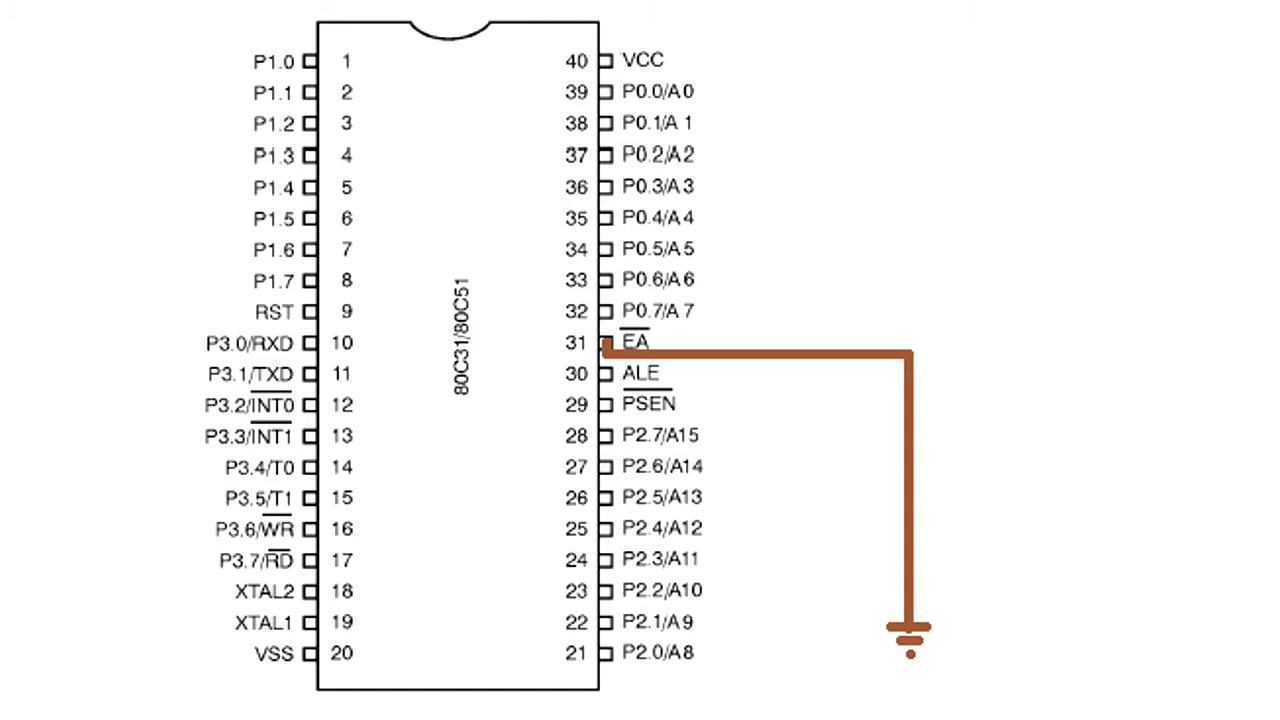 P1.0 1 40 VCC
P1.1 2 39 P0.0/A0
P1.2 3 38 P0.1/A1
P1.3 4 37 P0.2/A2
P1.4 5 36 P0.3/A3
P1.5 6 35 P0.4/A4
P1.6 7 34 P0.5/A5
P1.7 8 33 P0.6/A6
RST 9 32 P0.7/A7
P3.0/RXD 10 31 E̅A̅
P3.1/TXD 11 30 ALE
P3.2/I̅N̅T̅0̅ 12 29 P̅S̅E̅N̅
P3.3/I̅N̅T̅1̅ 13 28 P2.7/A15
P3.4/T0 14 27 P2.6/A14
P3.5/T1 15 26 P2.5/A13
P3.6/W̅R̅ 16 25 P2.4/A12
P3.7/R̅D̅ 17 24 P2.3/A11
XTAL2 18 23 P2.2/A10
XTAL1 19 22 P2.1/A9
VSS 20 21 P2.0/A8
80C31/80C51